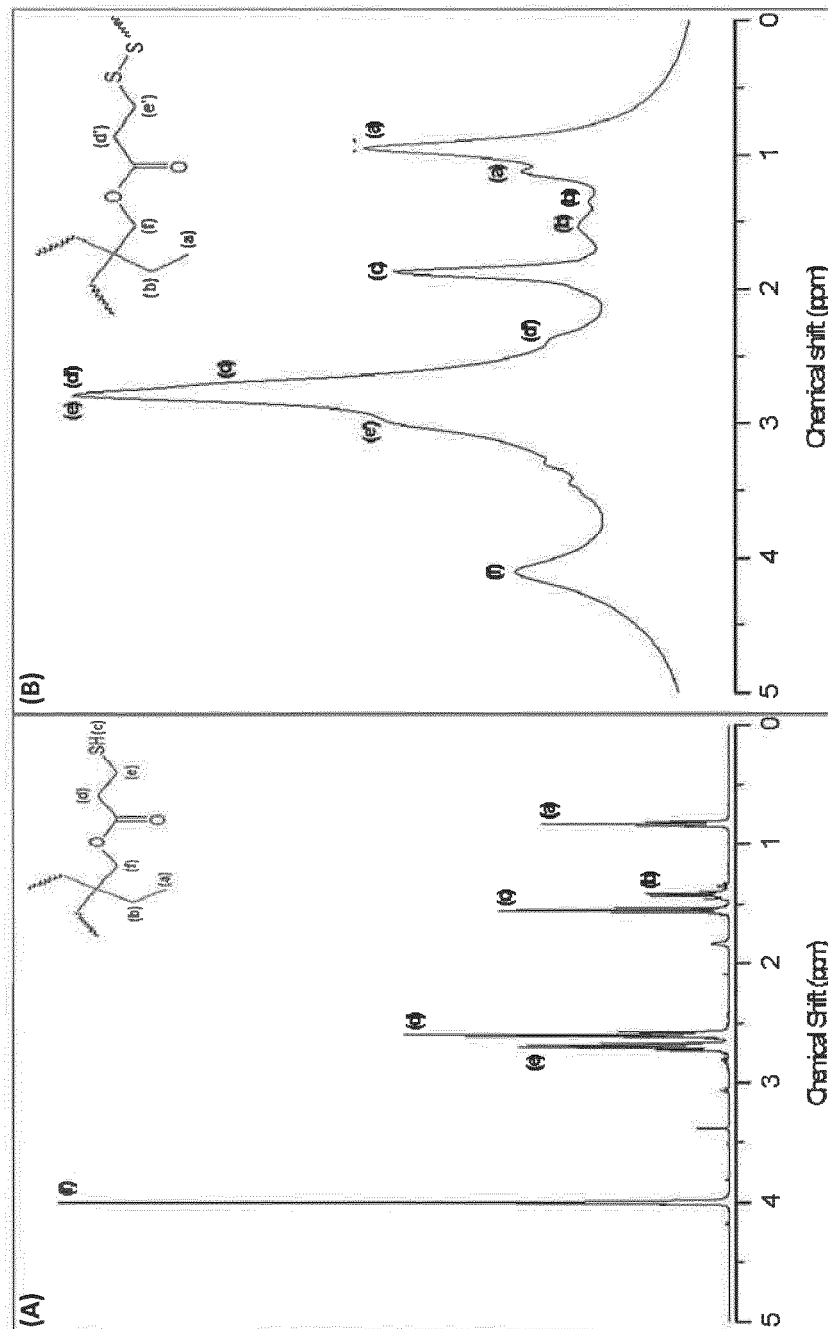 (A)
SH(c)
(d)
(e)
O
O
(f)
(b)
(a)
(f)
(d)
(e)
(c)
(b)
(a)
5 4 3 2 1 0
Chemical Shift (ppm)
(B)
S S
(d')
(e')
O
O
(f)
(a)
(b)
(e) (d')
(d)
(e')
(d')
(c)
(a)
(a)
(b) (b)
(f)
5 4 3 2 1 0
Chemical shift (ppm)